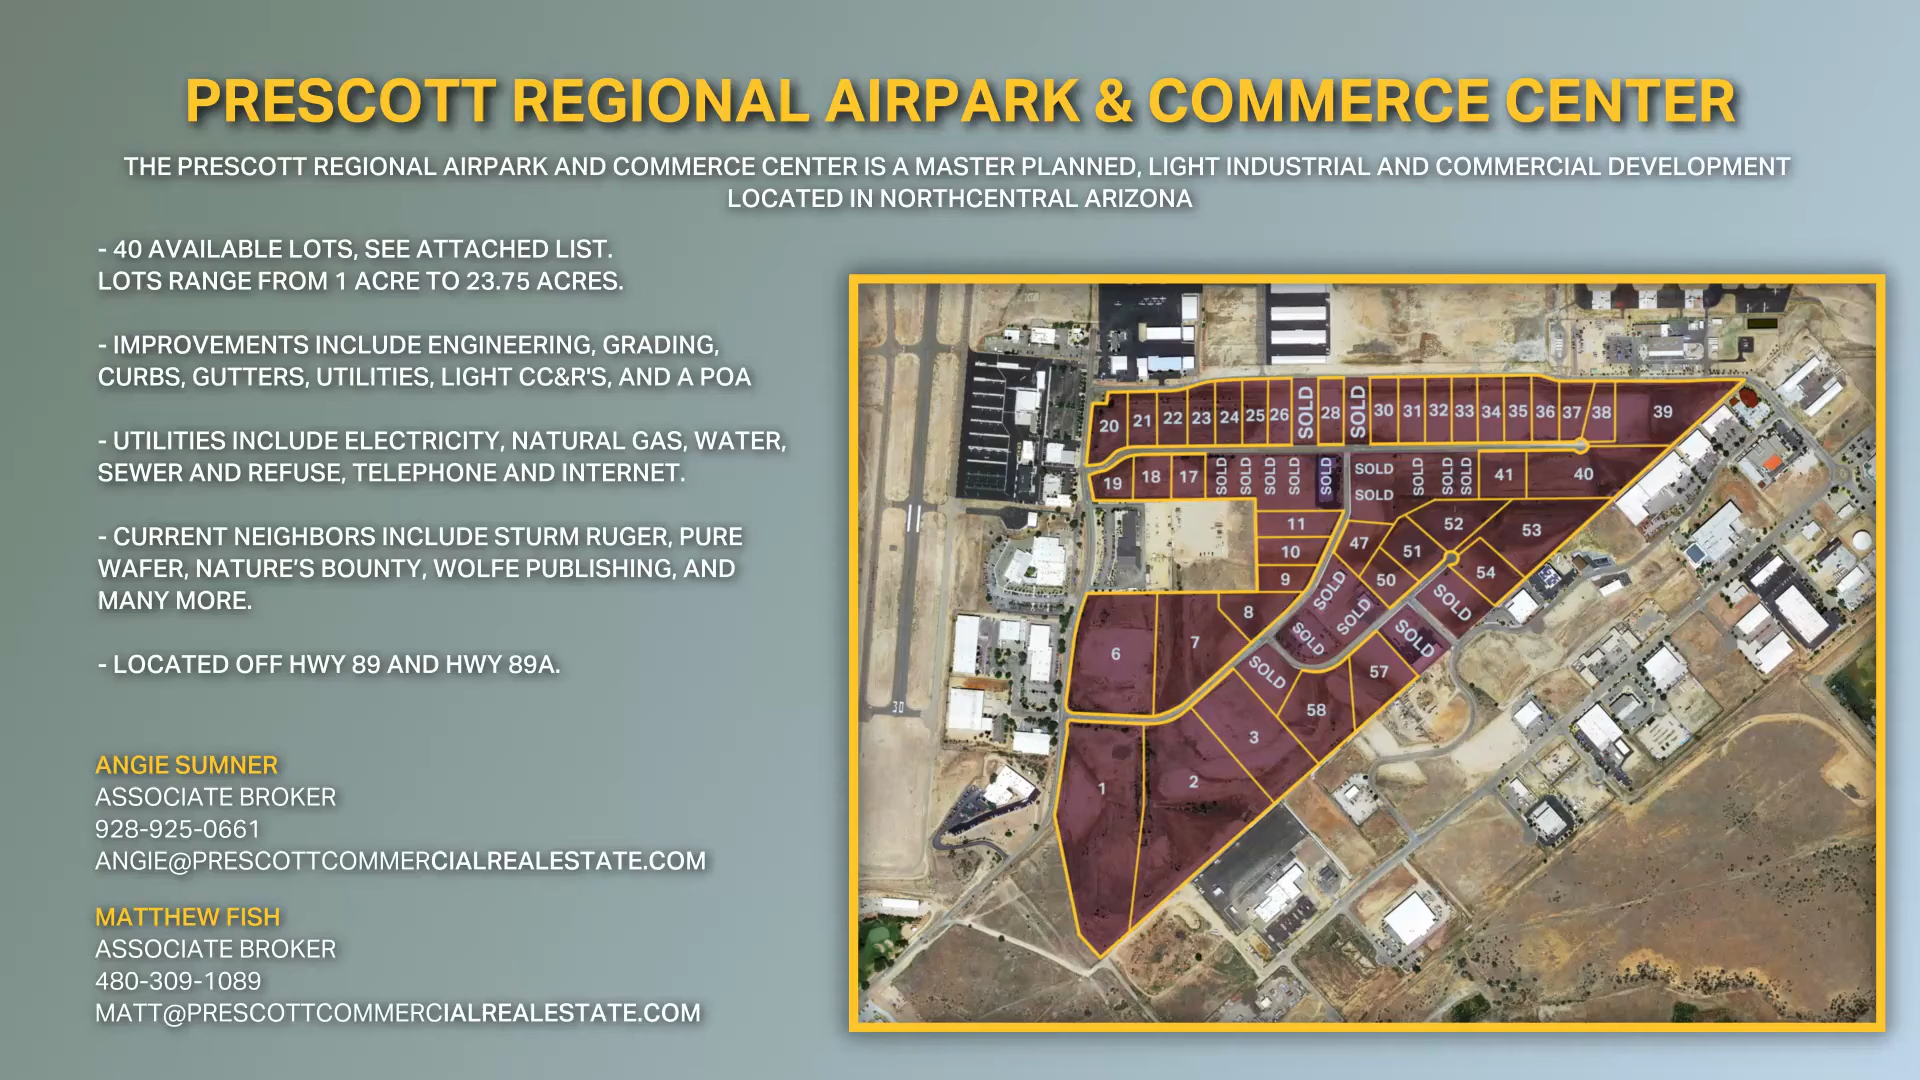 PRESCOTT REGIONAL AIRPARK & COMMERCE CENTER
THE PRESCOTT REGIONAL AIRPARK AND COMMERCE CENTER IS A MASTER PLANNED, LIGHT INDUSTRIAL AND COMMERCIAL DEVELOPMENT
LOCATED IN NORTHCENTRAL ARIZONA
- 40 AVAILABLE LOTS, SEE ATTACHED LIST.
LOTS RANGE FROM 1 ACRE TO 23.75 ACRES.
- IMPROVEMENTS INCLUDE ENGINEERING, GRADING,
CURBS, GUTTERS, UTILITIES, LIGHT CC&R'S, AND A POA
- UTILITIES INCLUDE ELECTRICITY, NATURAL GAS, WATER,
SEWER AND REFUSE, TELEPHONE AND INTERNET.
- CURRENT NEIGHBORS INCLUDE STURM RUGER, PURE
WAFER, NATURE'S BOUNTY, WOLFE PUBLISHING, AND
MANY MORE.
- LOCATED OFF HWY 89 AND HWY 89A.
ANGIE SUMNER
ASSOCIATE BROKER
928-925-0661
ANGIE@PRESCOTTCOMMERCIALREALESTATE.COM
MATTHEW FISH
ASSOCIATE BROKER
480-309-1089
MATT@PRESCOTTCOMMERCIALREALESTATE.COM
20 21 22 23 24 25 26 SOLD 28 SOLD 30 31 32 33 34 35 36 37 38 39
19 18 17 SOLD SOLD SOLD SOLD SOLD SOLD SOLD SOLD SOLD 41 40
SOLD
11 52 53
10 47 51
9 50 54
SOLD SOLD
8 SOLD
7 SOLD SOLD
6
SOLD 57
58
3
30
2
1